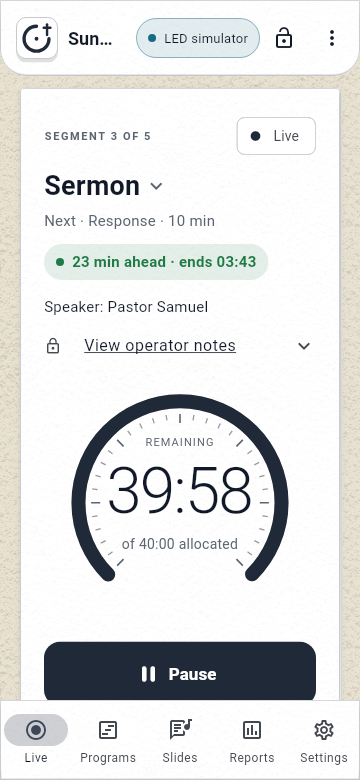 Sun...
LED simulator
SEGMENT 3 OF 5
Live
Sermon
Next · Response · 10 min
23 min ahead · ends 03:43
Speaker: Pastor Samuel
View operator notes
REMAINING
39:58
of 40:00 allocated
Pause
Live
Programs
Slides
Reports
Settings